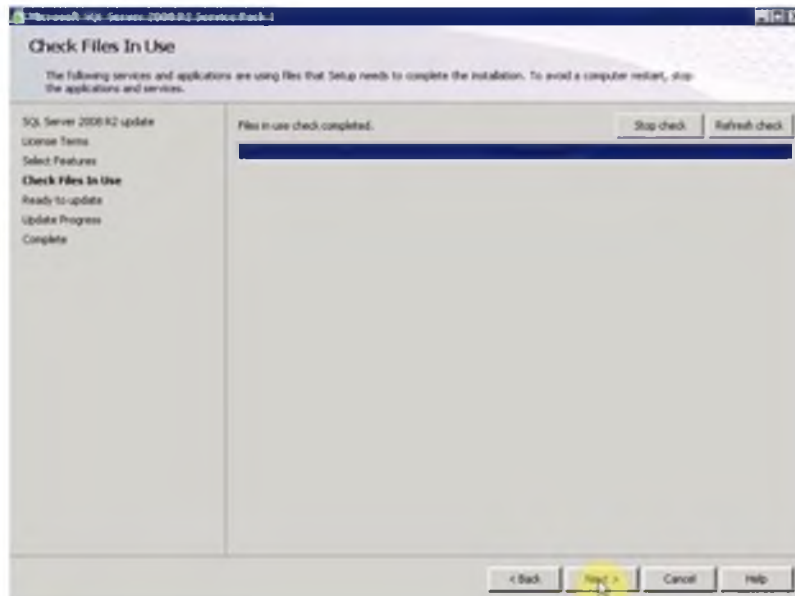 Microsoft SQL Server 2008 R2 Service Pack 1
Check Files In Use
The following services and applications are using files that Setup needs to complete the installation. To avoid a computer restart, stop
the applications and services.
SQL Server 2008 R2 update
License Terms
Select Features
Check Files In Use
Ready to update
Update Progress
Complete
Files in use check completed.
Stop check
Refresh check
< Back
Next >
Cancel
Help